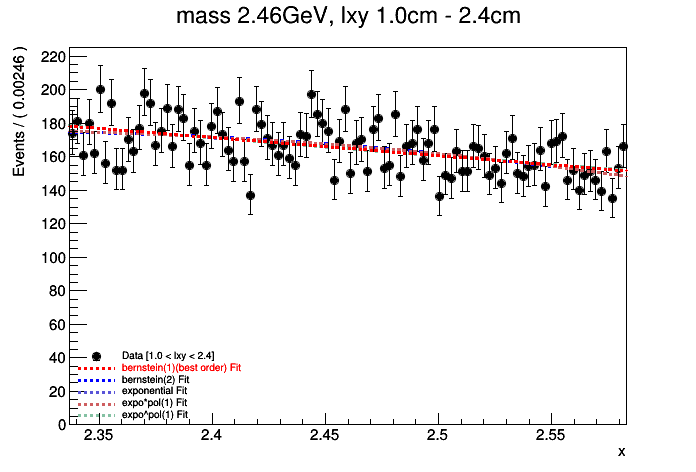 mass 2.46GeV, lxy 1.0cm - 2.4cm
Events / ( 0.00246 )
220
200
180
160
140
120
100
80
60
40
20
0
Data [1.0 < lxy < 2.4]
bernstein(1)(best order) Fit
bernstein(2) Fit
exponential Fit
expo*pol(1) Fit
expo^pol(1) Fit
2.35 2.4 2.45 2.5 2.55
x